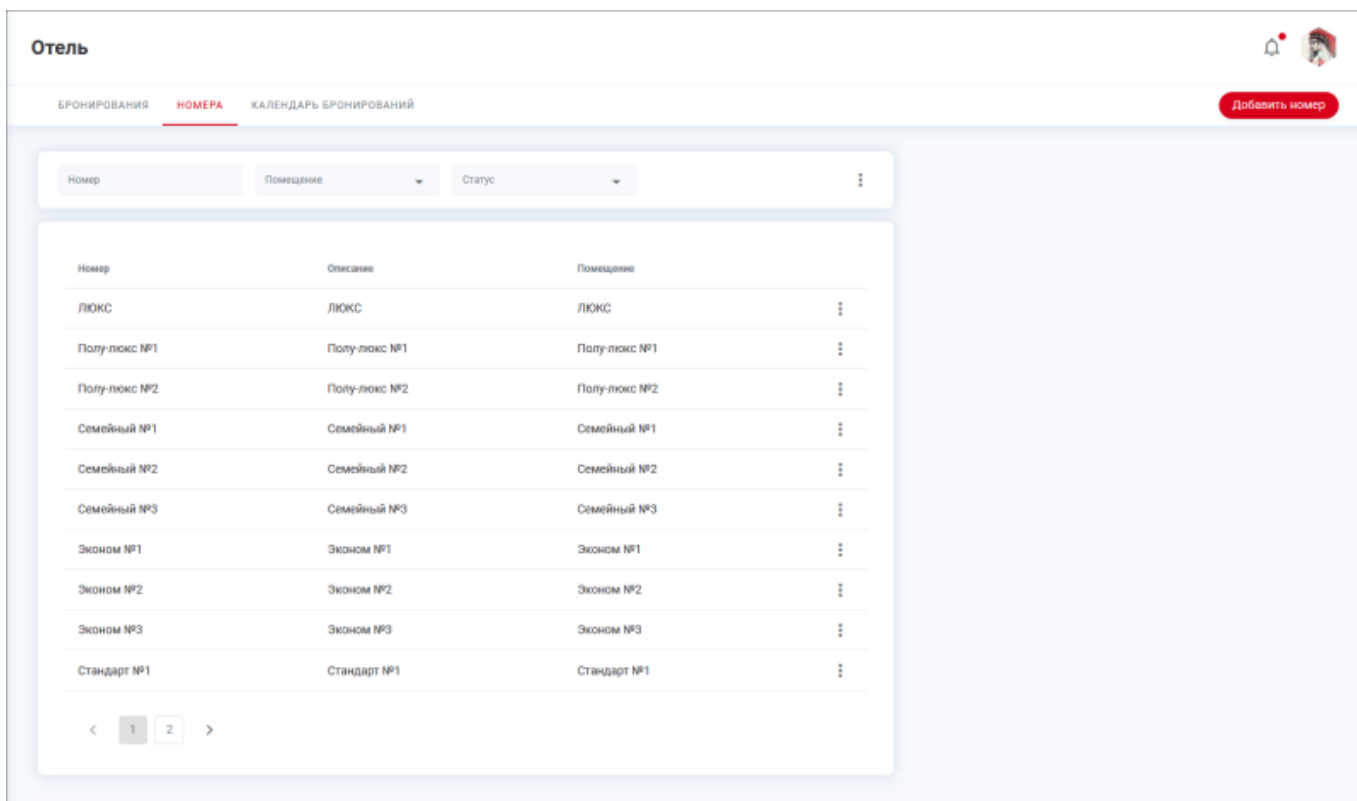 Отель
БРОНИРОВАНИЯ НОМЕРА КАЛЕНДАРЬ БРОНИРОВАНИЙ Добавить номер
Номер Помещение Статус
Номер Описание Помещение
ЛЮКС ЛЮКС ЛЮКС
Полу-люкс №1 Полу-люкс №1 Полу-люкс №1
Полу-люкс №2 Полу-люкс №2 Полу-люкс №2
Семейный №1 Семейный №1 Семейный №1
Семейный №2 Семейный №2 Семейный №2
Семейный №3 Семейный №3 Семейный №3
Эконом №1 Эконом №1 Эконом №1
Эконом №2 Эконом №2 Эконом №2
Эконом №3 Эконом №3 Эконом №3
Стандарт №1 Стандарт №1 Стандарт №1
1 2